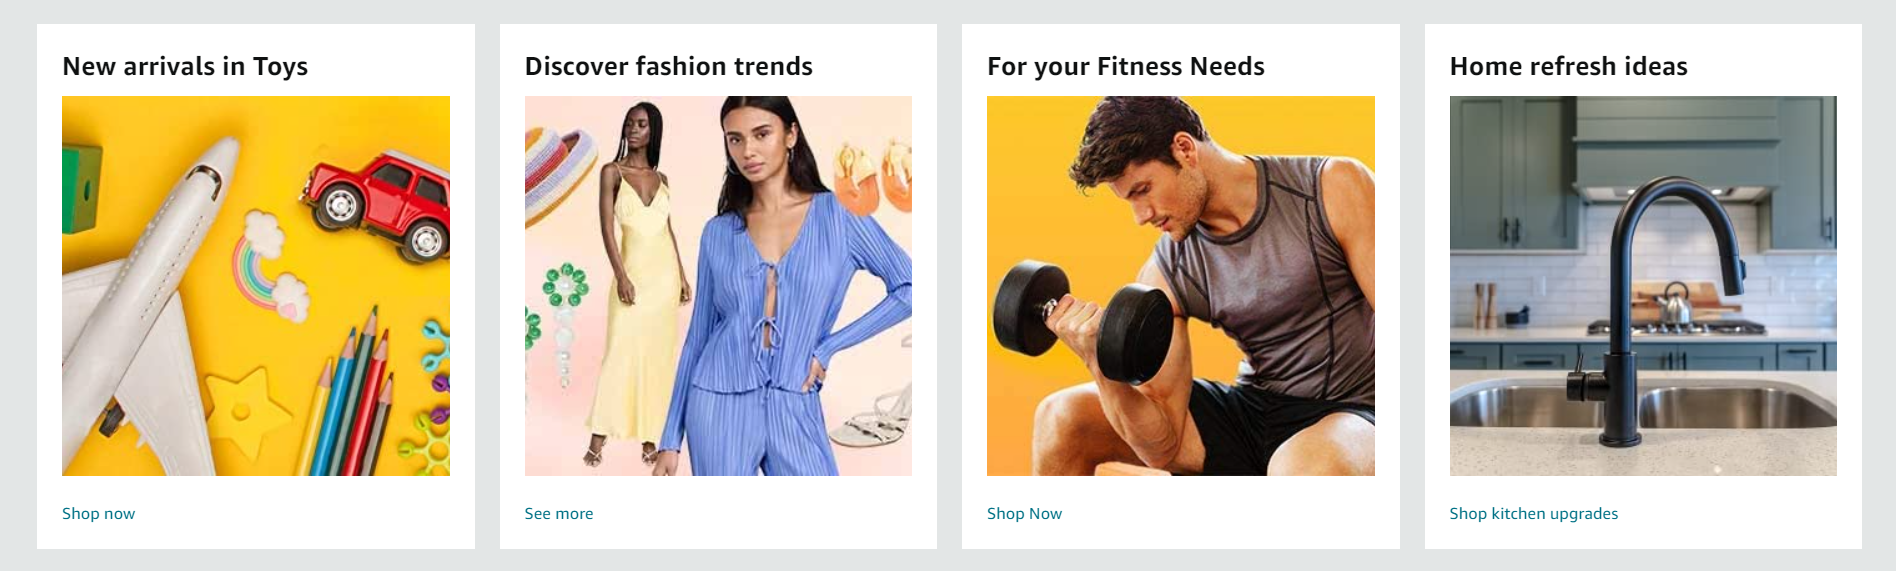 New arrivals in Toys
Shop now
Discover fashion trends
See more
For your Fitness Needs
Shop Now
Home refresh ideas
Shop kitchen upgrades